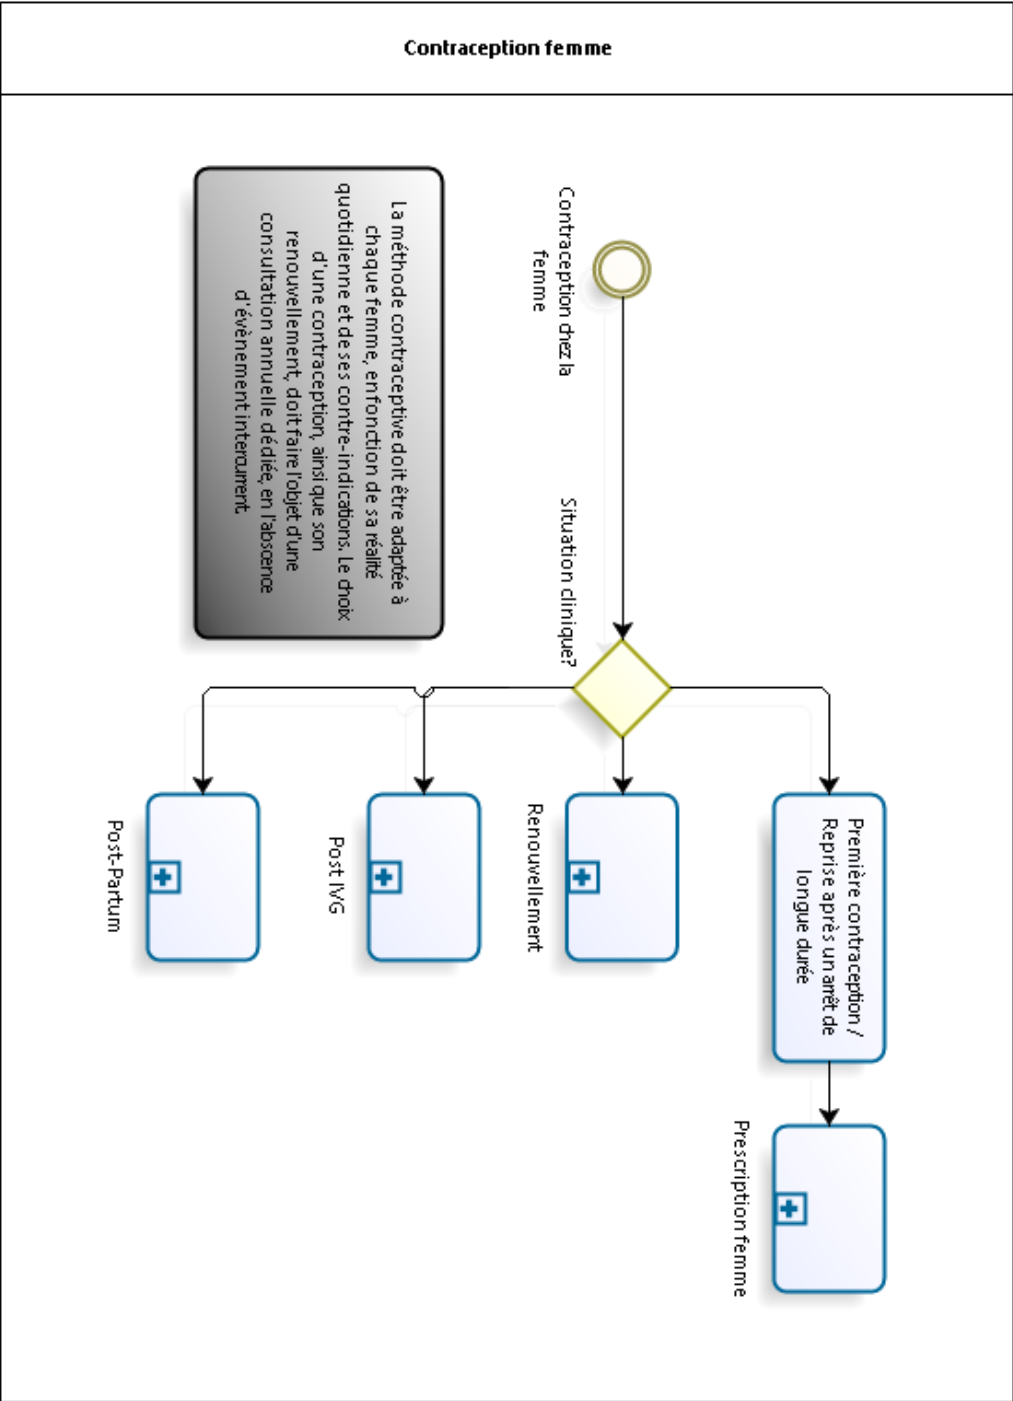 Contraception femme
Contraception chez la
femme
Situation clinique?
Première contraception /
Reprise après un arrêt de
longue durée
Prescription femme
Renouvellement
Post IVG
Post-Partum
La méthode contraceptive doit être adaptée à
chaque femme, en fonction de sa réalité
quotidienne et de ses contre-indications. Le choix
d'une contraception, ainsi que son
renouvellement, doit faire l'objet d'une
consultation annuelle dédiée, en l'abscence
d'évènement intercurrent.